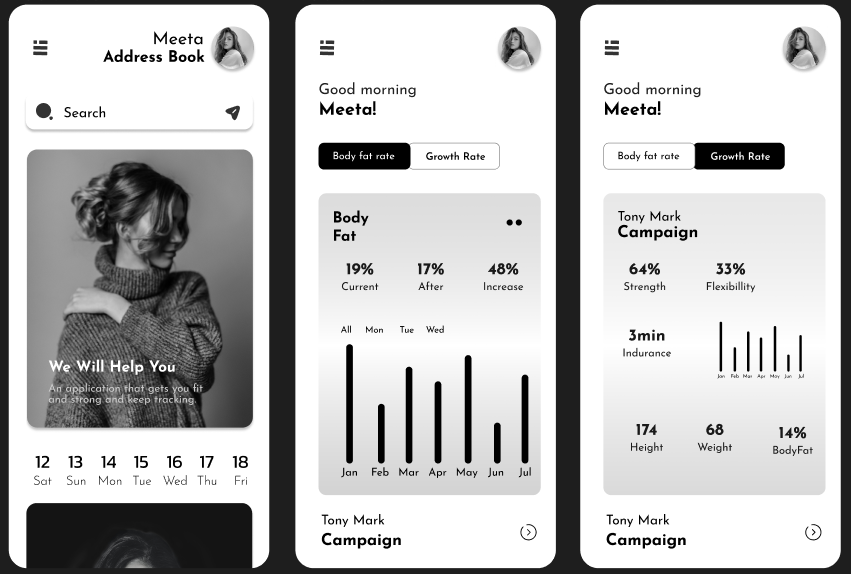 Meeta
Address Book
Search
We Will Help You
An application that gets you fit
and strong and keep tracking.
12 13 14 15 16 17 18
Sat Sun Mon Tue Wed Thu Fri
Good morning
Meeta!
Body fat rate Growth Rate
Body
Fat
19% 17% 48%
Current After Increase
All Mon Tue Wed
Jan Feb Mar Apr May Jun Jul
Tony Mark
Campaign
Good morning
Meeta!
Body fat rate Growth Rate
Tony Mark
Campaign
64% 33%
Strength Flexibillity
3min
Indurance
Jan Feb Mar Apr May Jun Jul
174 68 14%
Height Weight BodyFat
Tony Mark
Campaign